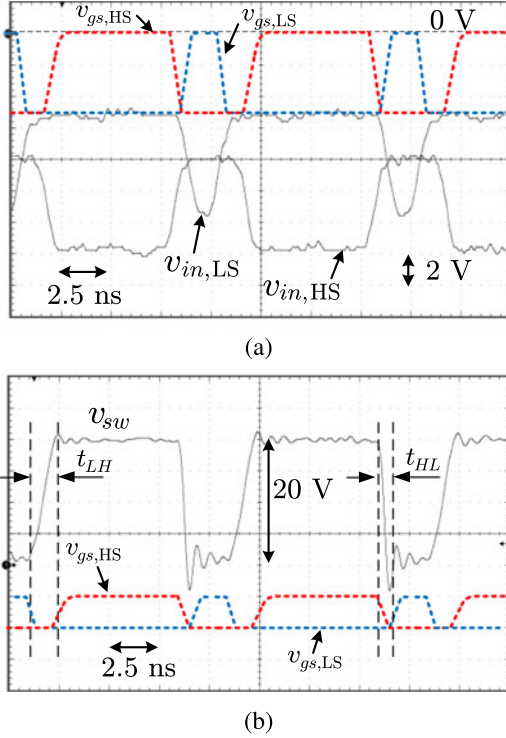 v_{gs,HS}
v_{gs,LS}
0 V
v_{in,LS}
v_{in,HS}
2 V
2.5 ns
(a)
v_{sw}
t_{LH}
t_{HL}
20 V
v_{gs,HS}
2.5 ns
v_{gs,LS}
(b)